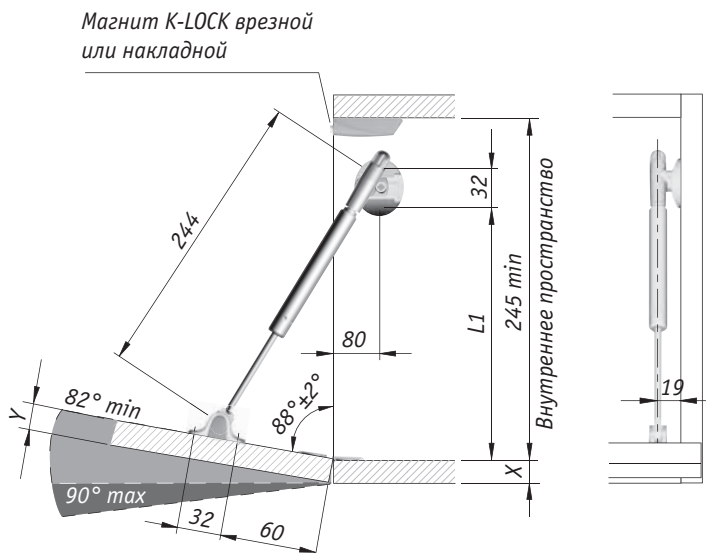 Магнит K-LOCK врезной
или накладной
244
32
245 min
Внутреннее пространство
L1
80
19
88°±2°
82° min
Y
X
90° max
32
60